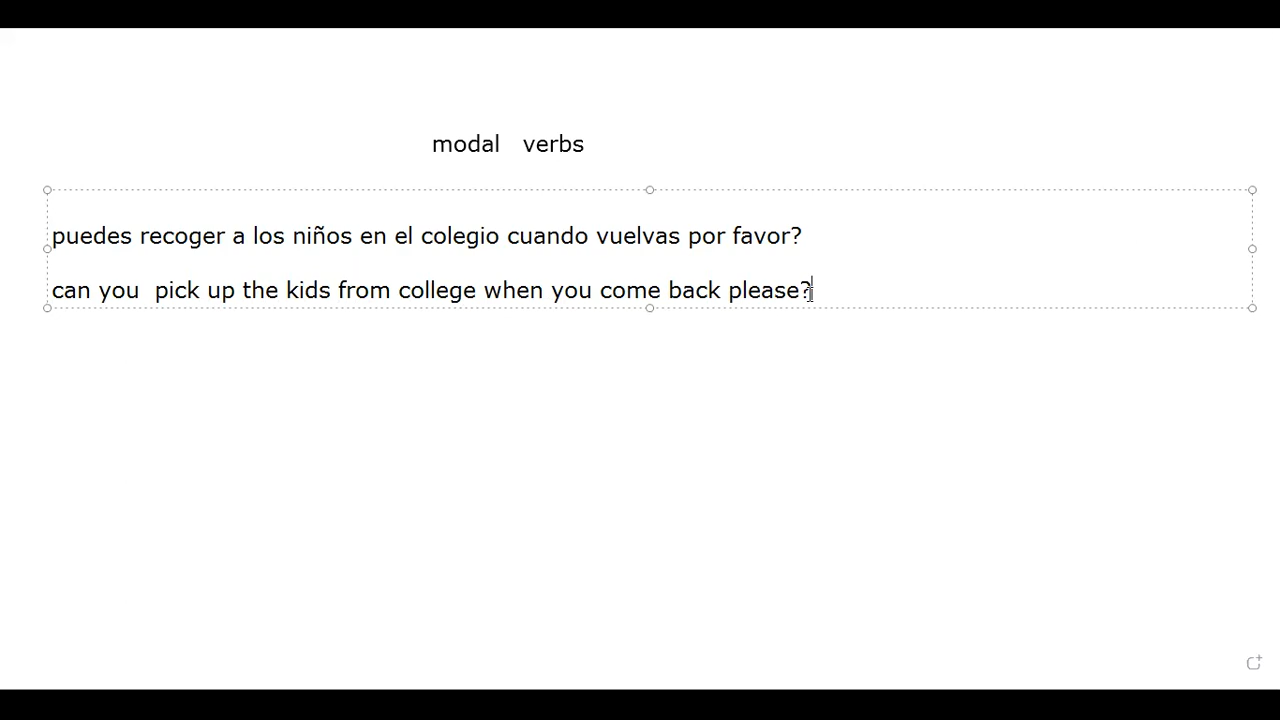 modal verbs
puedes recoger a los niños en el colegio cuando vuelvas por favor?
can you pick up the kids from college when you come back please?